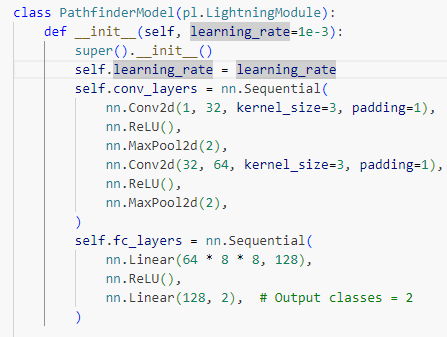 class PathfinderModel(pl.LightningModule):
    def __init__(self, learning_rate=1e-3):
        super().__init__()
        self.learning_rate = learning_rate
        self.conv_layers = nn.Sequential(
            nn.Conv2d(1, 32, kernel_size=3, padding=1),
            nn.ReLU(),
            nn.MaxPool2d(2),
            nn.Conv2d(32, 64, kernel_size=3, padding=1),
            nn.ReLU(),
            nn.MaxPool2d(2),
        )
        self.fc_layers = nn.Sequential(
            nn.Linear(64 * 8 * 8, 128),
            nn.ReLU(),
            nn.Linear(128, 2),  # Output classes = 2
        )